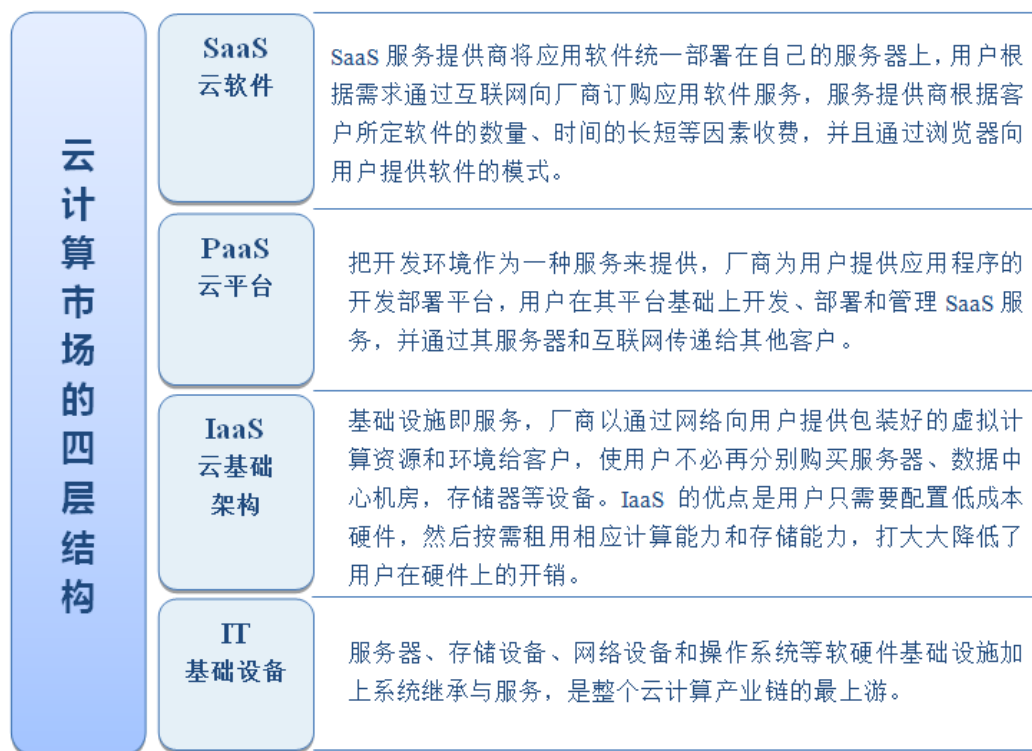 云计算市场的四层结构
SaaS
云软件
SaaS 服务提供商将应用软件统一部署在自己的服务器上，用户根
据需求通过互联网向厂商订购应用软件服务，服务提供商根据客
户所定软件的数量、时间的长短等因素收费，并且通过浏览器向
用户提供软件的模式。
PaaS
云平台
把开发环境作为一种服务来提供，厂商为用户提供应用程序的
开发部署平台，用户在其平台基础上开发、部署和管理 SaaS 服
务，并通过其服务器和互联网传递给其他客户。
IaaS
云基础
架构
基础设施即服务，厂商以通过网络向用户提供包装好的虚拟计
算资源和环境给客户，使用户不必再分别购买服务器、数据中
心机房，存储器等设备。IaaS 的优点是用户只需要配置低成本
硬件，然后按需租用相应计算能力和存储能力，打大大降低了
用户在硬件上的开销。
IT
基础设备
服务器、存储设备、网络设备和操作系统等软硬件基础设施加
上系统继承与服务，是整个云计算产业链的最上游。